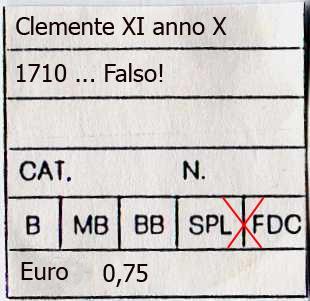 Clemente XI anno X
1710 ... Falso!
CAT. N.
B MB BB SPL FDC
Euro 0,75